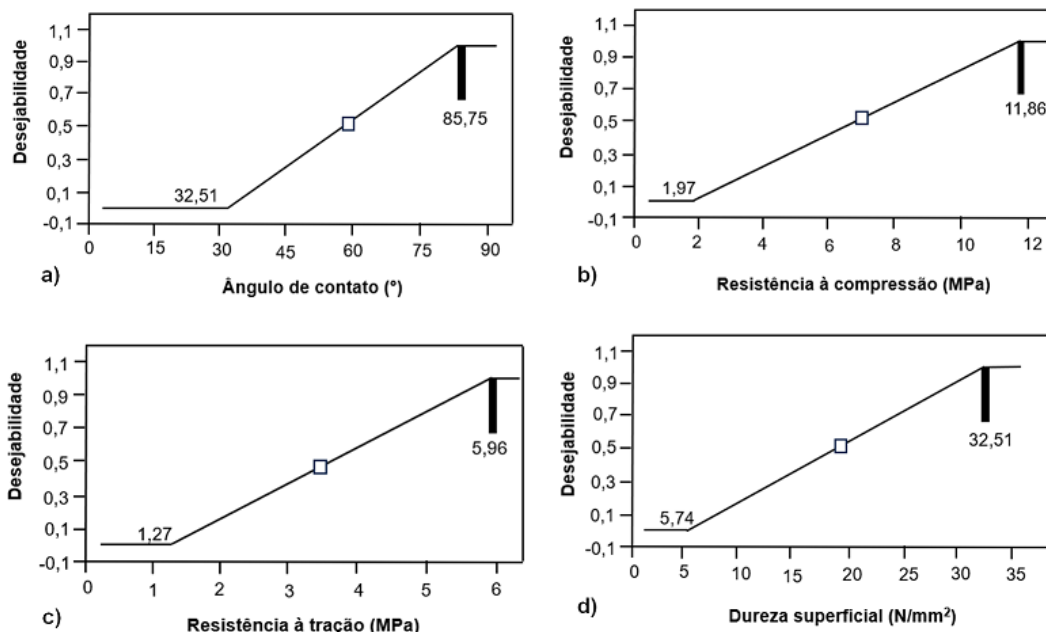 Desejabilidade
1,1
0,9
0,7
0,5
0,3
0,1
-0,1
32,51
85,75
0 15 30 45 60 75 90
a)
Ângulo de contato (°)
Desejabilidade
1,1
0,9
0,7
0,5
0,3
0,1
-0,1
1,97
11,86
0 2 4 6 8 10 12
b)
Resistência à compressão (MPa)
Desejabilidade
1,1
0,9
0,7
0,5
0,3
0,1
-0,1
1,27
5,96
0 1 2 3 4 5 6
c)
Resistência à tração (MPa)
Desejabilidade
1,1
0,9
0,7
0,5
0,3
0,1
-0,1
5,74
32,51
0 5 10 15 20 25 30 35
d)
Dureza superficial (N/mm²)